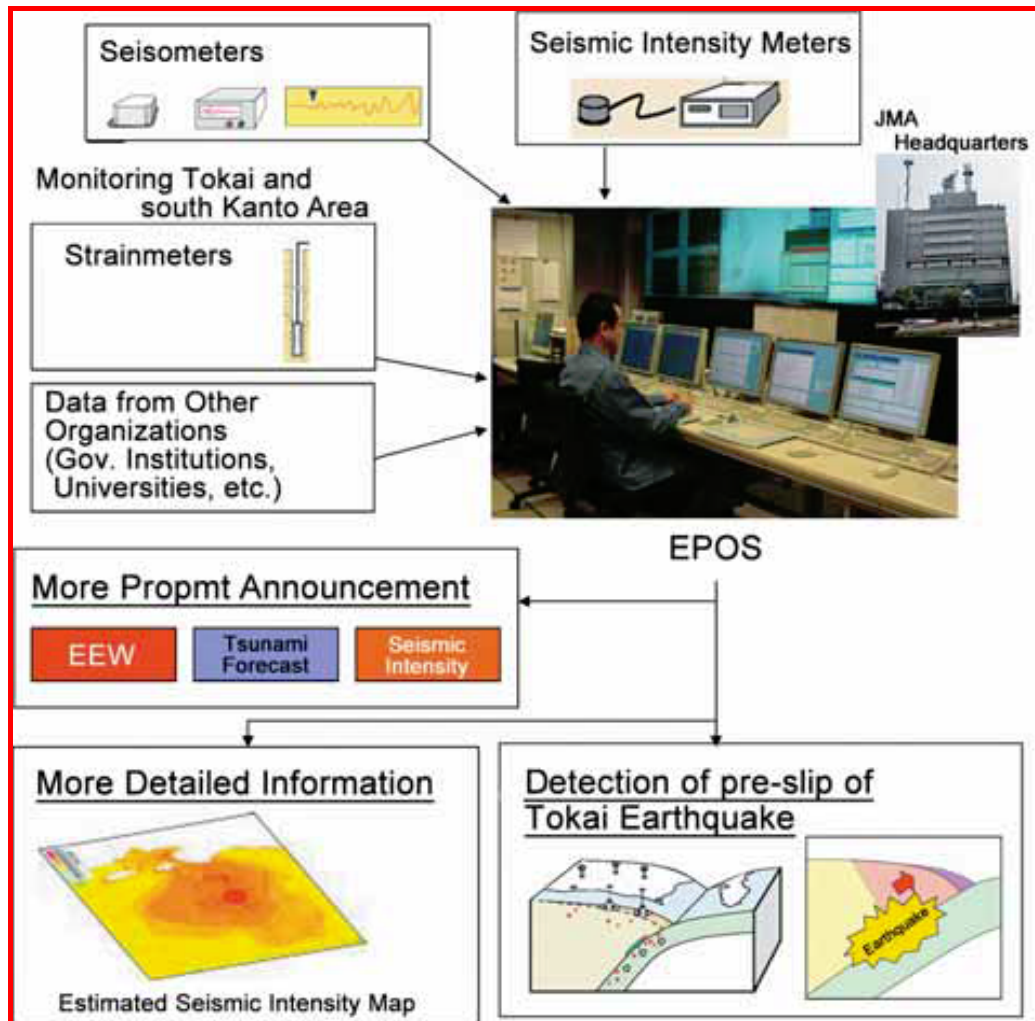 Seisometers
Seismic Intensity Meters
JMA
Headquarters
Monitoring Tokai and
south Kanto Area
Strainmeters
Data from Other
Organizations
(Gov. Institutions,
Universities, etc.)
EPOS
More Propmt Announcement
EEW
Tsunami
Forecast
Seismic
Intensity
More Detailed Information
Estimated Seismic Intensity Map
Detection of pre-slip of
Tokai Earthquake
Earthquake